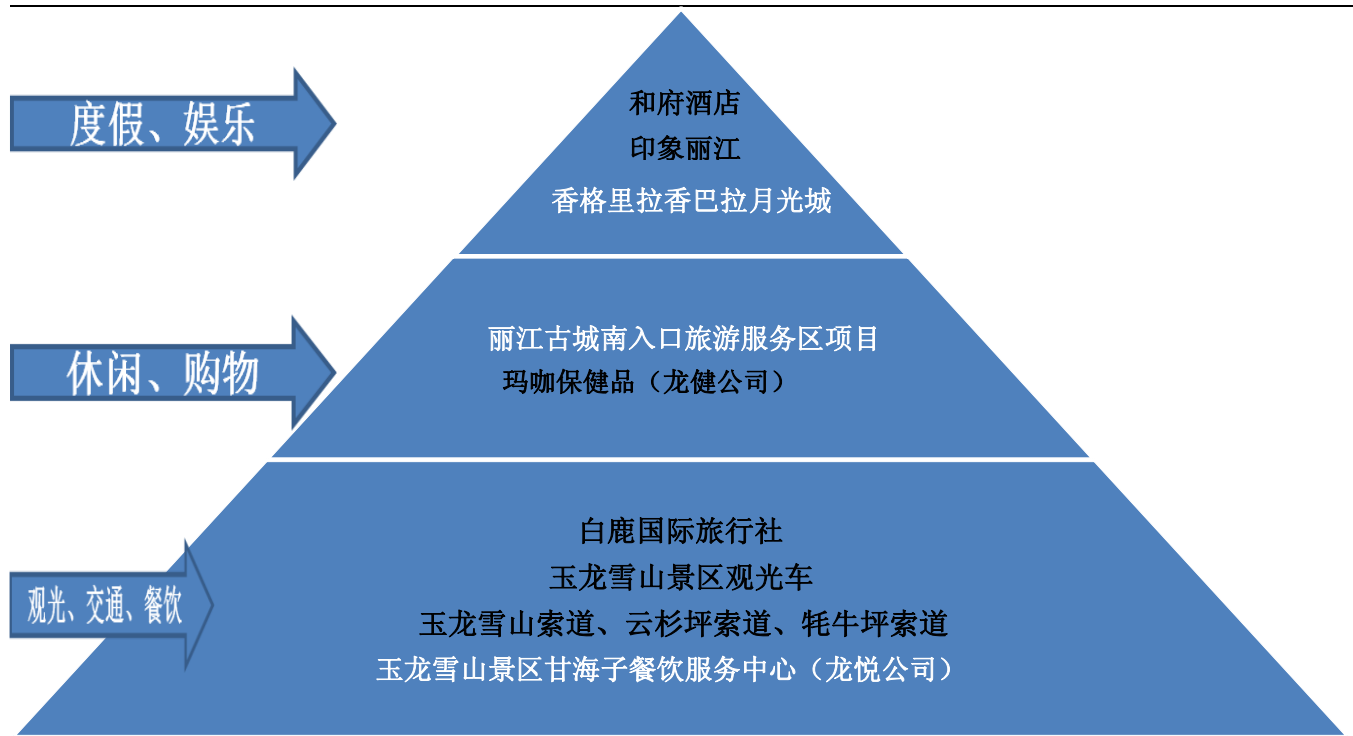 度假、娱乐
和府酒店
印象丽江
香格里拉香巴拉月光城
休闲、购物
丽江古城南入口旅游服务区项目
玛咖保健品（龙健公司）
观光、交通、餐饮
白鹿国际旅行社
玉龙雪山景区观光车
玉龙雪山索道、云杉坪索道、牦牛坪索道
玉龙雪山景区甘海子餐饮服务中心（龙悦公司）